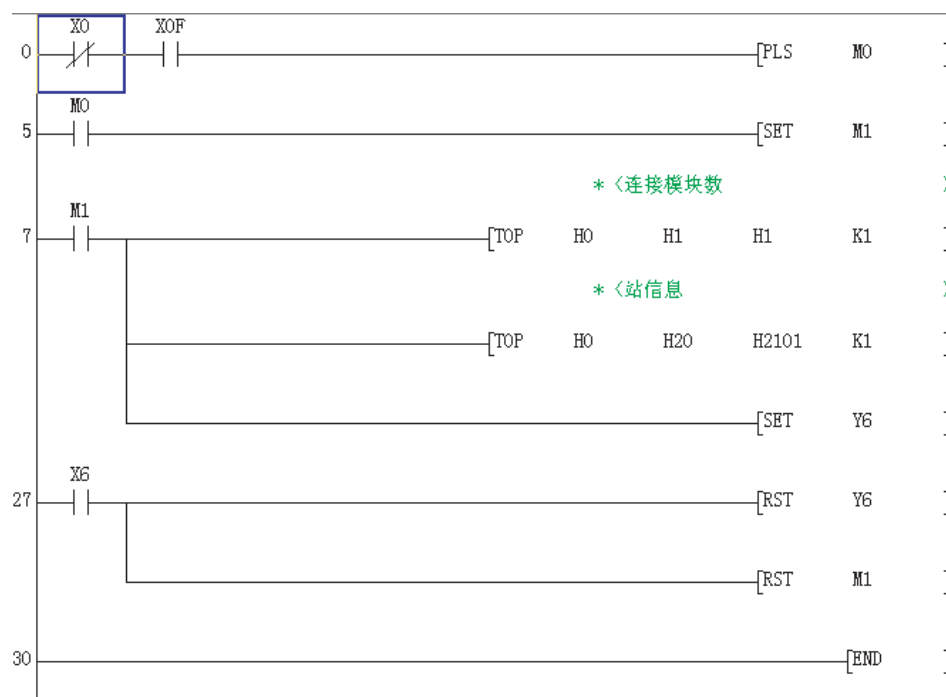 X0 X0F
0 [PLS M0 ]
M0
5 [SET M1 ]
*〈连接模块数 〉
M1
7 [TOP H0 H1 H1 K1 ]
*〈站信息 〉
[TOP H0 H20 H2101 K1 ]
[SET Y6 ]
X6
27 [RST Y6 ]
[RST M1 ]
30 [END ]